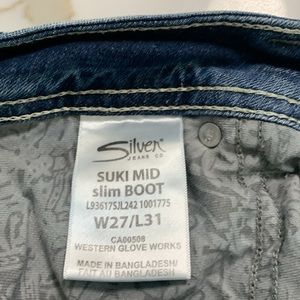 Silver
JEANS CO
SUKI MiD
slim BOOT
L93617SJL242 1001775
W27/L31
CA00508
WESTERN GLOVE WORKS
MADE IN BANGLADESH/
FAIT AU BANGLADESH